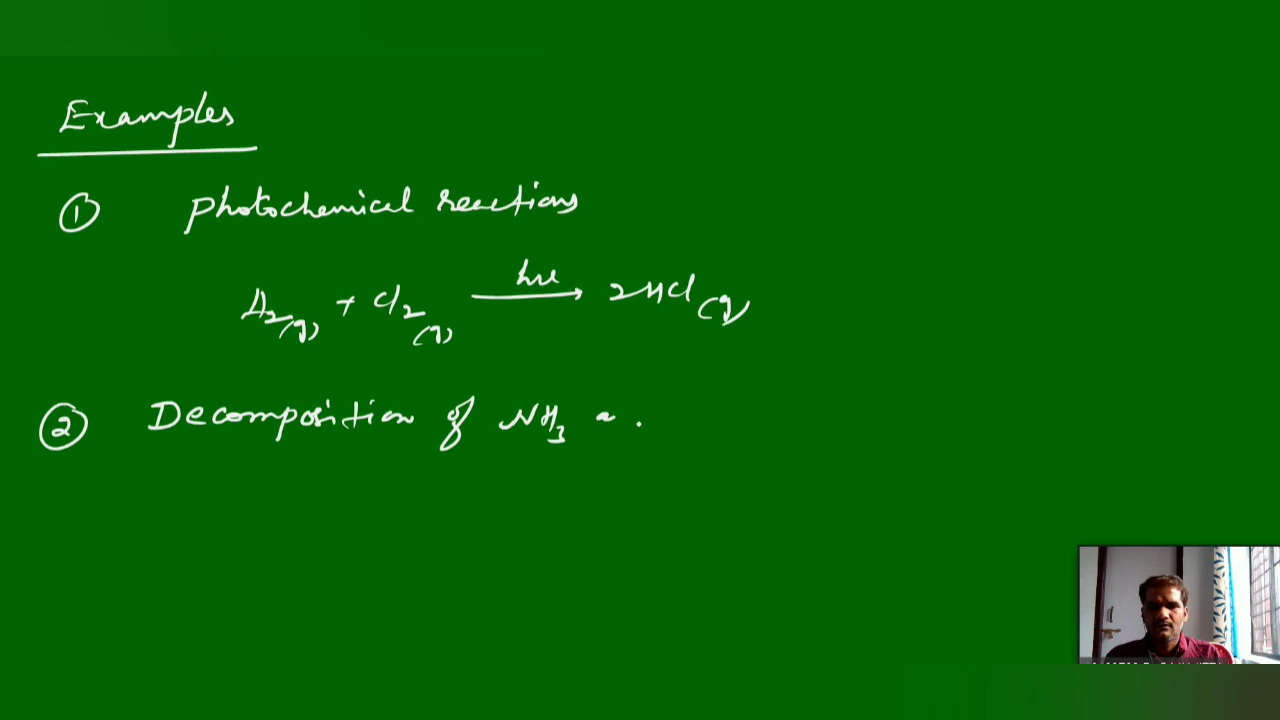 Examples
① photochemical reactions
H₂(g) + Cl₂(g) —hν→ 2HCl(g)
② Decomposition of NH₃